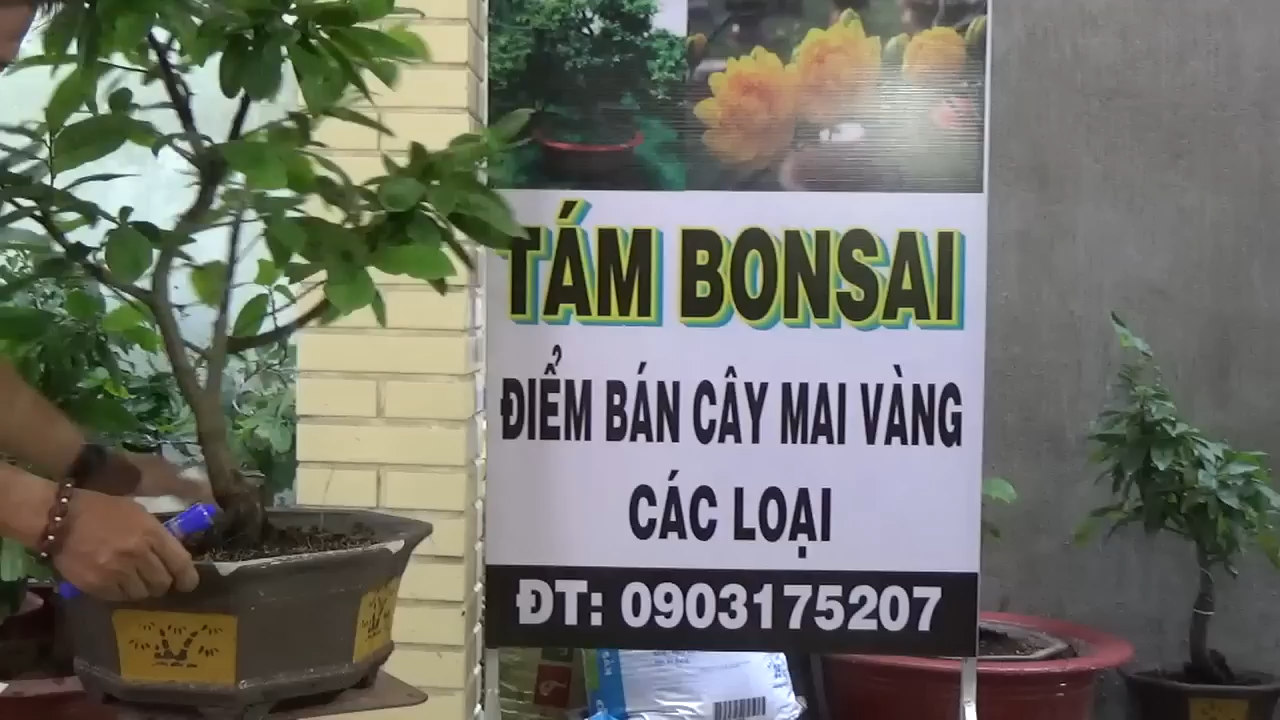 TÁM BONSAI
ĐIỂM BÁN CÂY MAI VÀNG
CÁC LOẠI
ĐT: 0903175207